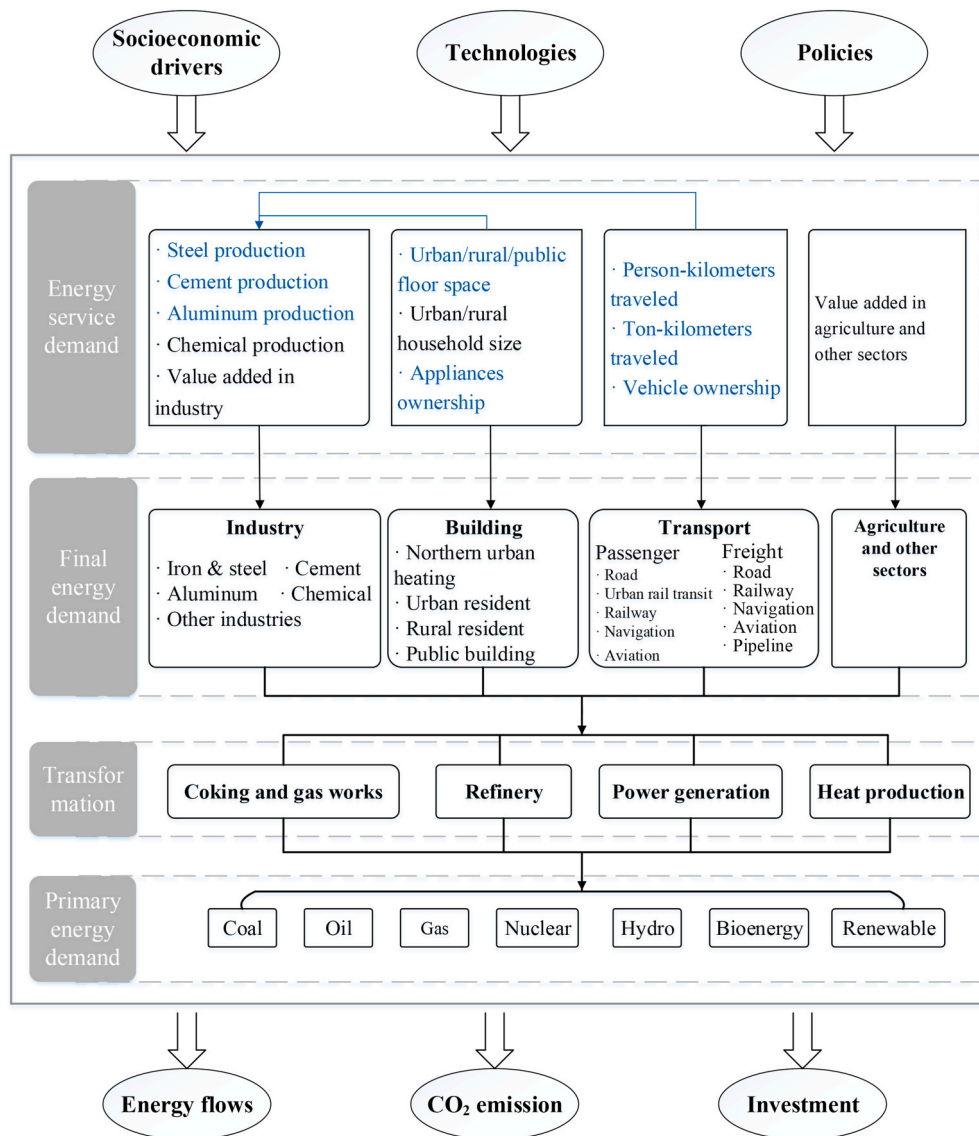 Socioeconomic
drivers
Technologies
Policies
Energy
service
demand
· Steel production
· Cement production
· Aluminum production
· Chemical production
· Value added in
industry
· Urban/rural/public
floor space
· Urban/rural
household size
· Appliances
ownership
· Person-kilometers
traveled
· Ton-kilometers
traveled
· Vehicle ownership
Value added in
agriculture and
other sectors
Final
energy
demand
Industry
· Iron & steel · Cement
· Aluminum · Chemical
· Other industries
Building
· Northern urban
heating
· Urban resident
· Rural resident
· Public building
Transport
Passenger
· Road
· Urban rail transit
· Railway
· Navigation
· Aviation
Freight
· Road
· Railway
· Navigation
· Aviation
· Pipeline
Agriculture
and other
sectors
Transfor
mation
Coking and gas works
Refinery
Power generation
Heat production
Primary
energy
demand
Coal
Oil
Gas
Nuclear
Hydro
Bioenergy
Renewable
Energy flows
CO₂ emission
Investment